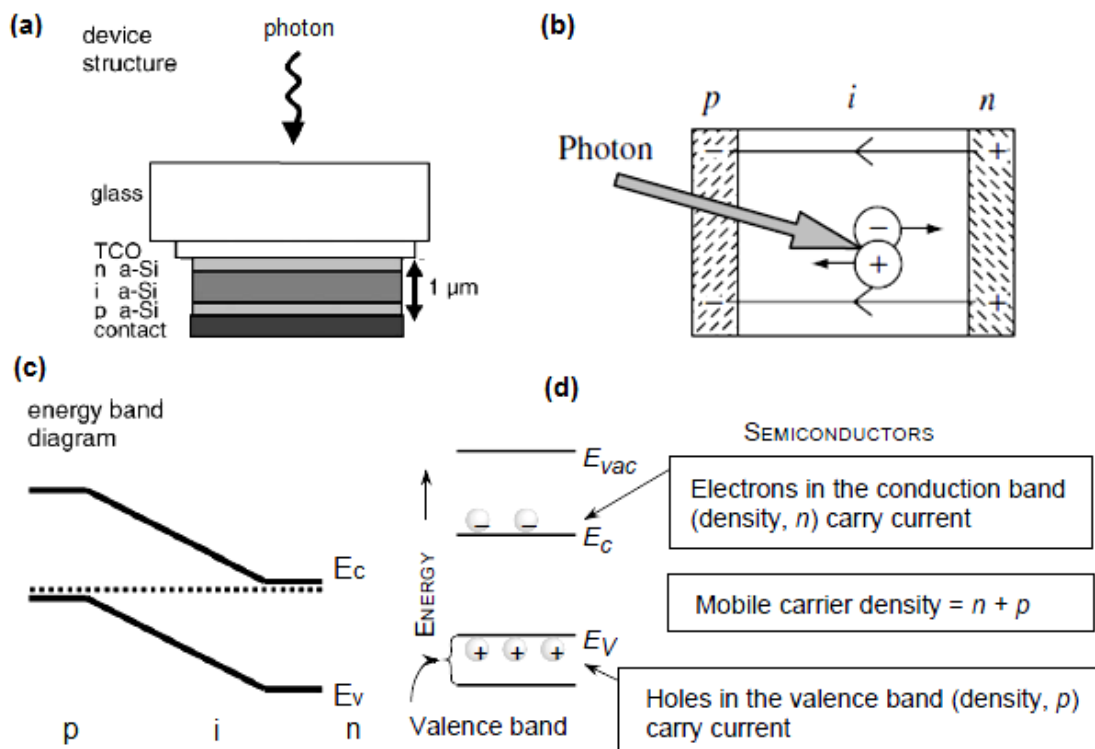 (a)
device
structure
photon
glass
TCO
n a-Si
i a-Si
p a-Si
contact
1 µm
(b)
p i n
Photon
− +
−
+
− +
(c)
energy band
diagram
Ec
Ev
p i n
(d)
SEMICONDUCTORS
ENERGY
Evac
− −
Ec
EV
+ + +
Valence band
Electrons in the conduction band
(density, n) carry current
Mobile carrier density = n + p
Holes in the valence band (density, p)
carry current